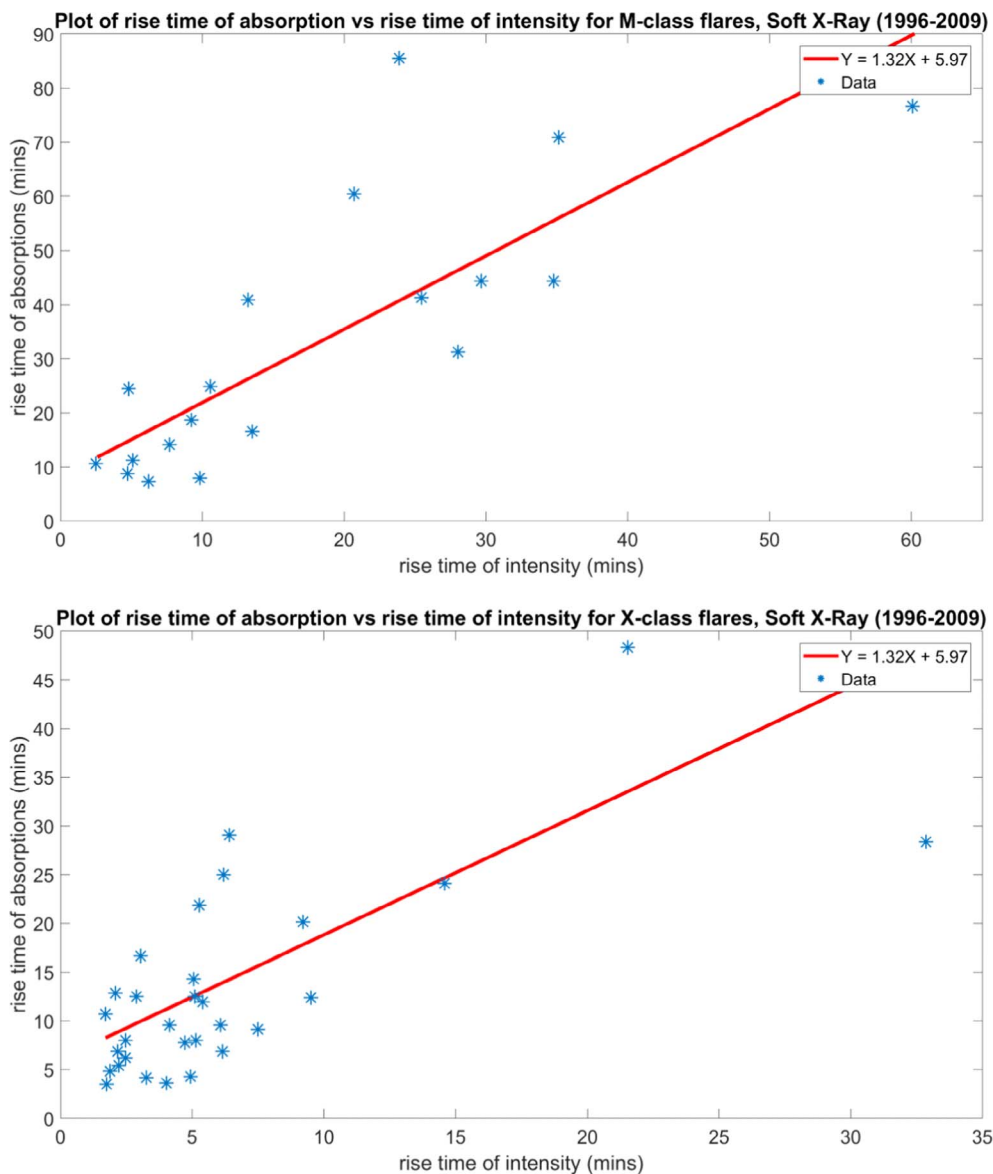 Plot of rise time of absorption vs rise time of intensity for M-class flares, Soft X-Ray (1996-2009)
90
80
70
60
50
40
30
20
10
0
rise time of absorptions (mins)
Y = 1.32X + 5.97
Data
0 10 20 30 40 50 60
rise time of intensity (mins)
Plot of rise time of absorption vs rise time of intensity for X-class flares, Soft X-Ray (1996-2009)
50
45
40
35
30
25
20
15
10
5
0
rise time of absorptions (mins)
Y = 1.32X + 5.97
Data
0 5 10 15 20 25 30 35
rise time of intensity (mins)